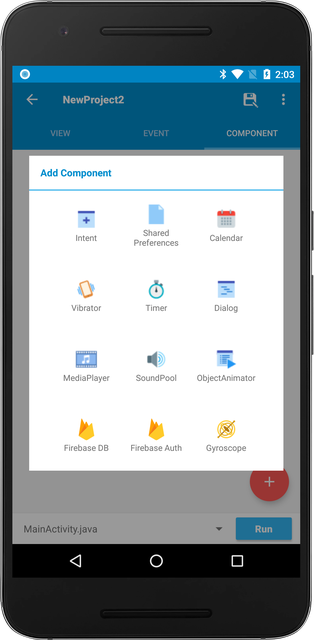 2:03
NewProject2
VIEW
EVENT
COMPONENT
Add Component
Intent
Shared
Preferences
Calendar
Vibrator
Timer
Dialog
MediaPlayer
SoundPool
ObjectAnimator
Firebase DB
Firebase Auth
Gyroscope
MainActivity.java
Run